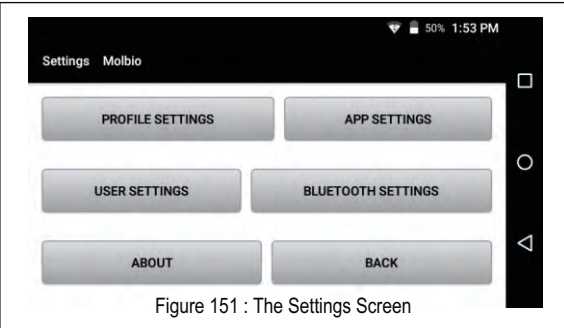 50% 1:53 PM
Settings Molbio
PROFILE SETTINGS APP SETTINGS
USER SETTINGS BLUETOOTH SETTINGS
ABOUT BACK
Figure 151 : The Settings Screen